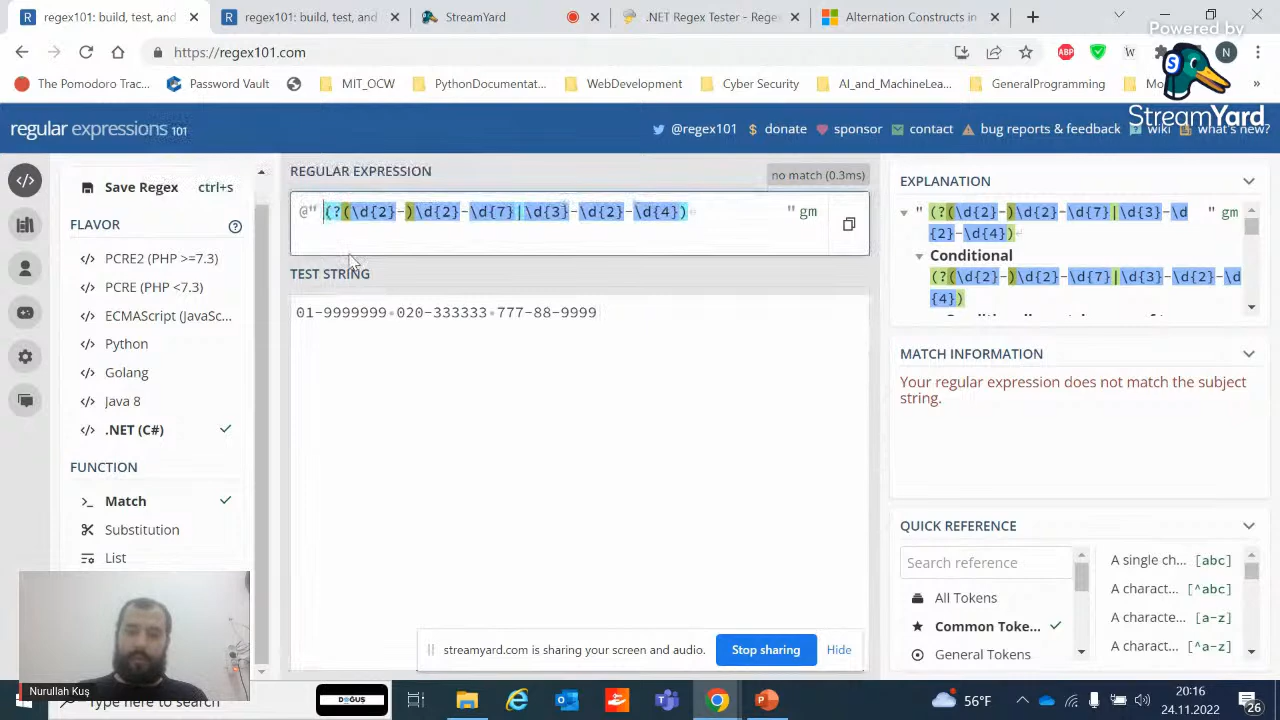 regex101: build, test, and
regex101: build, test, and
StreamYard
.NET Regex Tester - Rege
Alternation Constructs in
Powered by
StreamYard
https://regex101.com
ABP
W
N
The Pomodoro Trac...
Password Vault
MIT_OCW
PythonDocumentat...
WebDevelopment
Cyber Security
AI_and_MachineLea...
GeneralProgramming
»
regular expressions 101
@regex101
$ donate
sponsor
contact
bug reports & feedback
? wiki
what's new?
Save Regex ctrl+s
FLAVOR
</> PCRE2 (PHP >=7.3)
</> PCRE (PHP <7.3)
</> ECMAScript (JavaSc...
</> Python
</> Golang
</> Java 8
</> .NET (C#)
FUNCTION
>_ Match
Substitution
List
REGULAR EXPRESSION
no match (0.3ms)
@" (?(\d{2}-)\d{2}-\d{7}|\d{3}-\d{2}-\d{4}) " gm
TEST STRING
01-9999999 020-333333 777-88-9999
EXPLANATION
" (?(\d{2}-)\d{2}-\d{7}|\d{3}-\d " gm
{2}-\d{4})
Conditional
(?(\d{2}-)\d{2}-\d{7}|\d{3}-\d{2}-\d
{4})
MATCH INFORMATION
Your regular expression does not match the subject
string.
QUICK REFERENCE
Search reference
All Tokens
Common Toke...
General Tokens
A single ch... [abc]
A charact... [^abc]
A characte... [a-z]
A charact... [^a-z]
streamyard.com is sharing your screen and audio.
Stop sharing
Hide
Nurullah Kuş
Type here to search
DOĞUŞ
56°F
20:16
24.11.2022
26